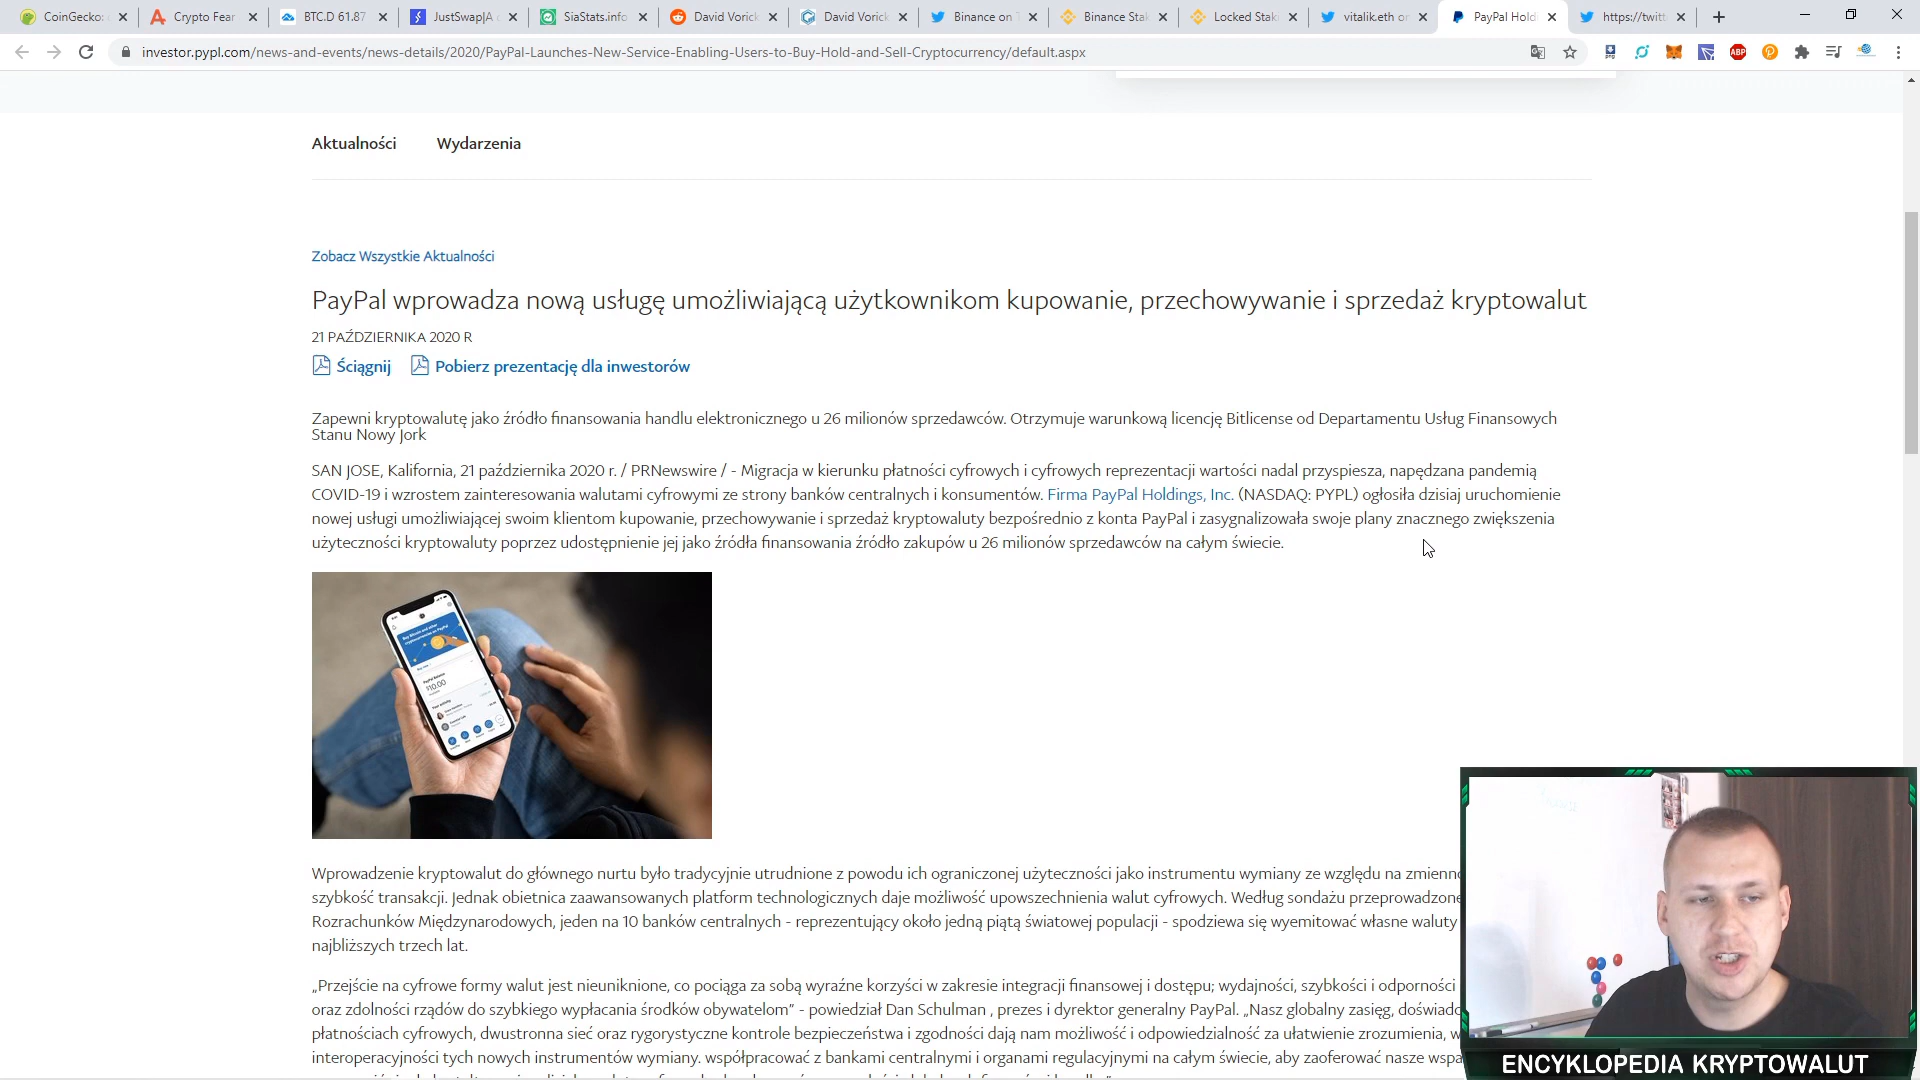 CoinGecko:
Crypto Fear
BTC.D 61.87
JustSwap|A
SiaStats.info
David Vorick
David Vorick
Binance on T
Binance Stak
Locked Stak
vitalik.eth on
PayPal Hold
https://twitt
investor.pypl.com/news-and-events/news-details/2020/PayPal-Launches-New-Service-Enabling-Users-to-Buy-Hold-and-Sell-Cryptocurrency/default.aspx
ABP
Aktualności Wydarzenia
Zobacz Wszystkie Aktualności
PayPal wprowadza nową usługę umożliwiającą użytkownikom kupowanie, przechowywanie i sprzedaż kryptowalut
21 PAŹDZIERNIKA 2020 R
Ściągnij Pobierz prezentację dla inwestorów
Zapewni kryptowalutę jako źródło finansowania handlu elektronicznego u 26 milionów sprzedawców. Otrzymuje warunkową licencję Bitlicense od Departamentu Usług Finansowych
Stanu Nowy Jork
SAN JOSE, Kalifornia, 21 października 2020 r. / PRNewswire / - Migracja w kierunku płatności cyfrowych i cyfrowych reprezentacji wartości nadal przyspiesza, napędzana pandemią
COVID-19 i wzrostem zainteresowania walutami cyfrowymi ze strony banków centralnych i konsumentów. Firma PayPal Holdings, Inc. (NASDAQ: PYPL) ogłosiła dzisiaj uruchomienie
nowej usługi umożliwiającej swoim klientom kupowanie, przechowywanie i sprzedaż kryptowaluty bezpośrednio z konta PayPal i zasygnalizowała swoje plany znacznego zwiększenia
użyteczności kryptowaluty poprzez udostępnienie jej jako źródła finansowania źródło zakupów u 26 milionów sprzedawców na całym świecie.
Wprowadzenie kryptowalut do głównego nurtu było tradycyjnie utrudnione z powodu ich ograniczonej użyteczności jako instrumentu wymiany ze względu na zmienno
szybkość transakcji. Jednak obietnica zaawansowanych platform technologicznych daje możliwość upowszechnienia walut cyfrowych. Według sondażu przeprowadzone
Rozrachunków Międzynarodowych, jeden na 10 banków centralnych - reprezentujący około jedną piątą światowej populacji - spodziewa się wyemitować własne waluty
najbliższych trzech lat.
„Przejście na cyfrowe formy walut jest nieuniknione, co pociąga za sobą wyraźne korzyści w zakresie integracji finansowej i dostępu; wydajności, szybkości i odporności
oraz zdolności rządów do szybkiego wypłacania środków obywatelom” - powiedział Dan Schulman , prezes i dyrektor generalny PayPal. „Nasz globalny zasięg, doświadc
płatnościach cyfrowych, dwustronna sieć oraz rygorystyczne kontrole bezpieczeństwa i zgodności dają nam możliwość i odpowiedzialność za ułatwienie zrozumienia, w
interoperacyjności tych nowych instrumentów wymiany. współpracować z bankami centralnymi i organami regulacyjnymi na całym świecie, aby zaoferować nasze wspa
ENCYKLOPEDIA KRYPTOWALUT